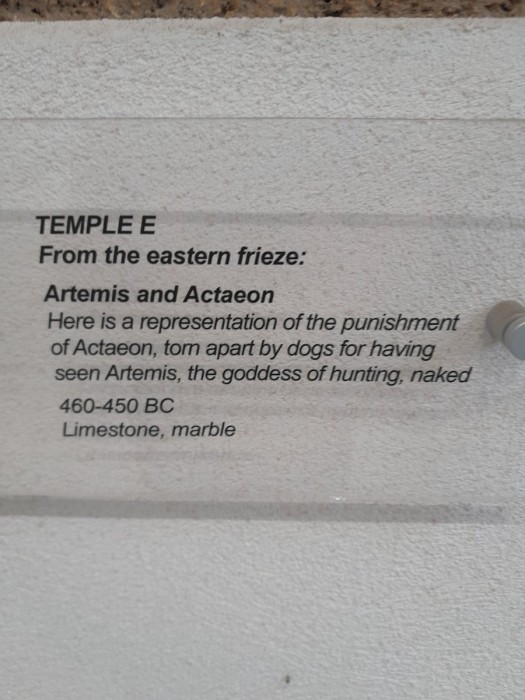 TEMPLE E
From the eastern frieze:
Artemis and Actaeon
Here is a representation of the punishment
of Actaeon, torn apart by dogs for having
seen Artemis, the goddess of hunting, naked
460-450 BC
Limestone, marble